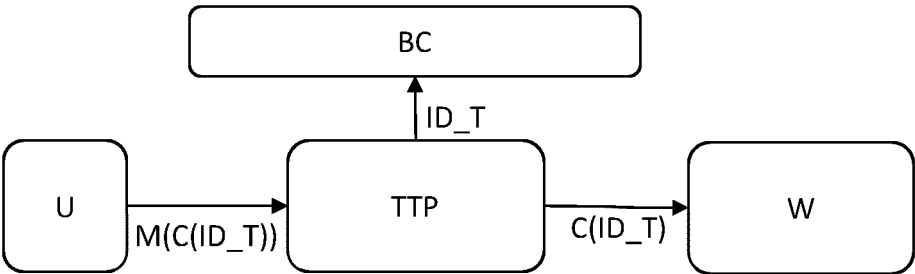 BC
ID_T
U
TTP
W
M(C(ID_T))
C(ID_T)